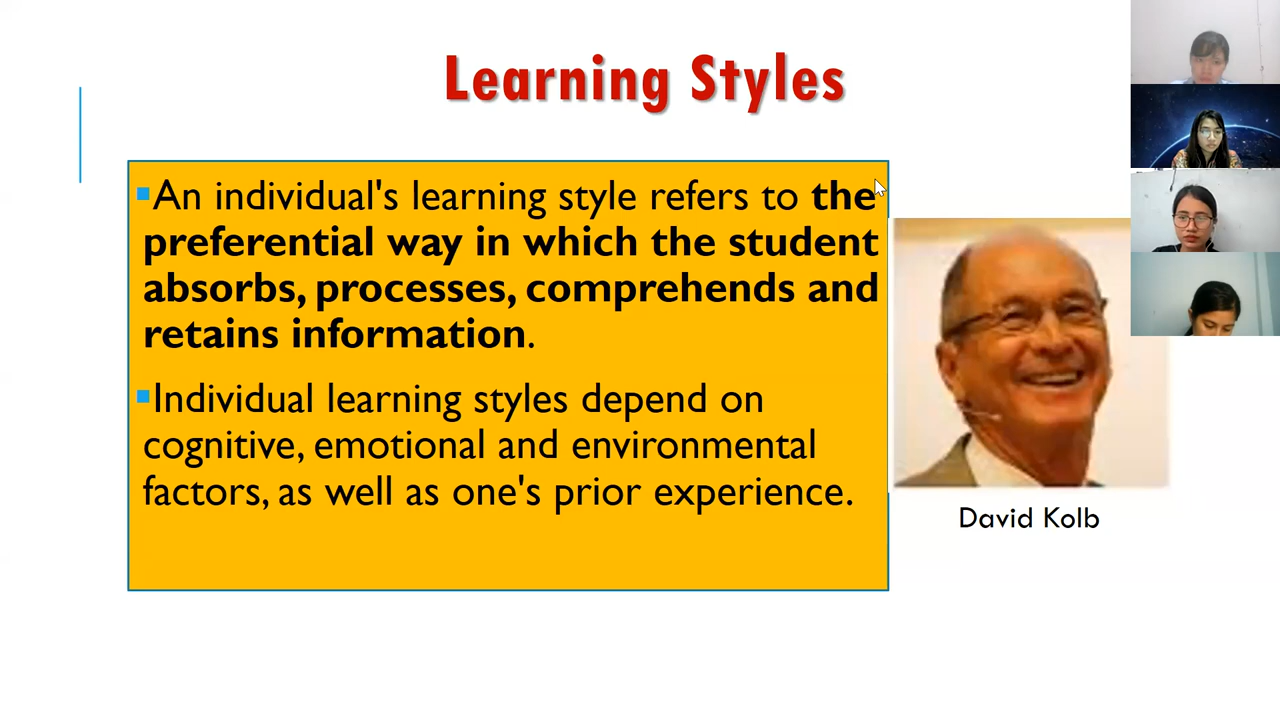 Learning Styles
An individual's learning style refers to the
preferential way in which the student
absorbs, processes, comprehends and
retains information.
Individual learning styles depend on
cognitive, emotional and environmental
factors, as well as one's prior experience.
David Kolb